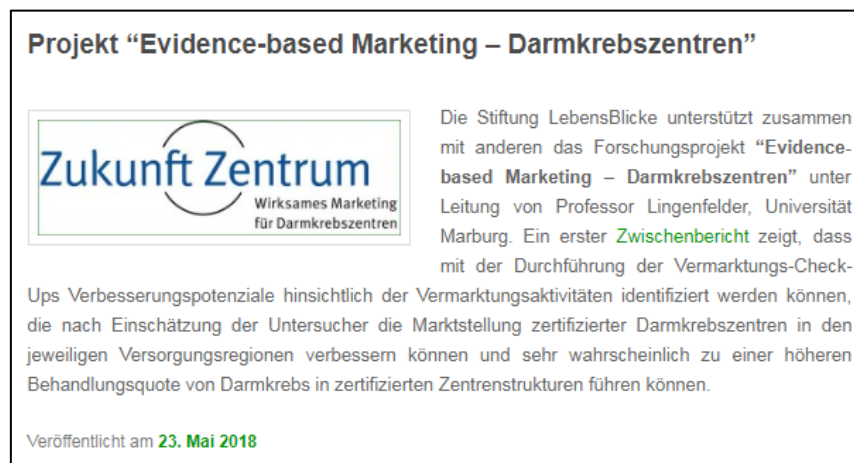 Projekt “Evidence-based Marketing – Darmkrebszentren”
Zukunft Zentrum
Wirksames Marketing
für Darmkrebszentren
Die Stiftung LebensBlicke unterstützt zusammen
mit anderen das Forschungsprojekt “Evidence-
based Marketing – Darmkrebszentren” unter
Leitung von Professor Lingenfelder, Universität
Marburg. Ein erster Zwischenbericht zeigt, dass
mit der Durchführung der Vermarktungs-Check-
Ups Verbesserungspotenziale hinsichtlich der Vermarktungsaktivitäten identifiziert werden können,
die nach Einschätzung der Untersucher die Marktstellung zertifizierter Darmkrebszentren in den
jeweiligen Versorgungsregionen verbessern können und sehr wahrscheinlich zu einer höheren
Behandlungsquote von Darmkrebs in zertifizierten Zentrenstrukturen führen können.
Veröffentlicht am 23. Mai 2018